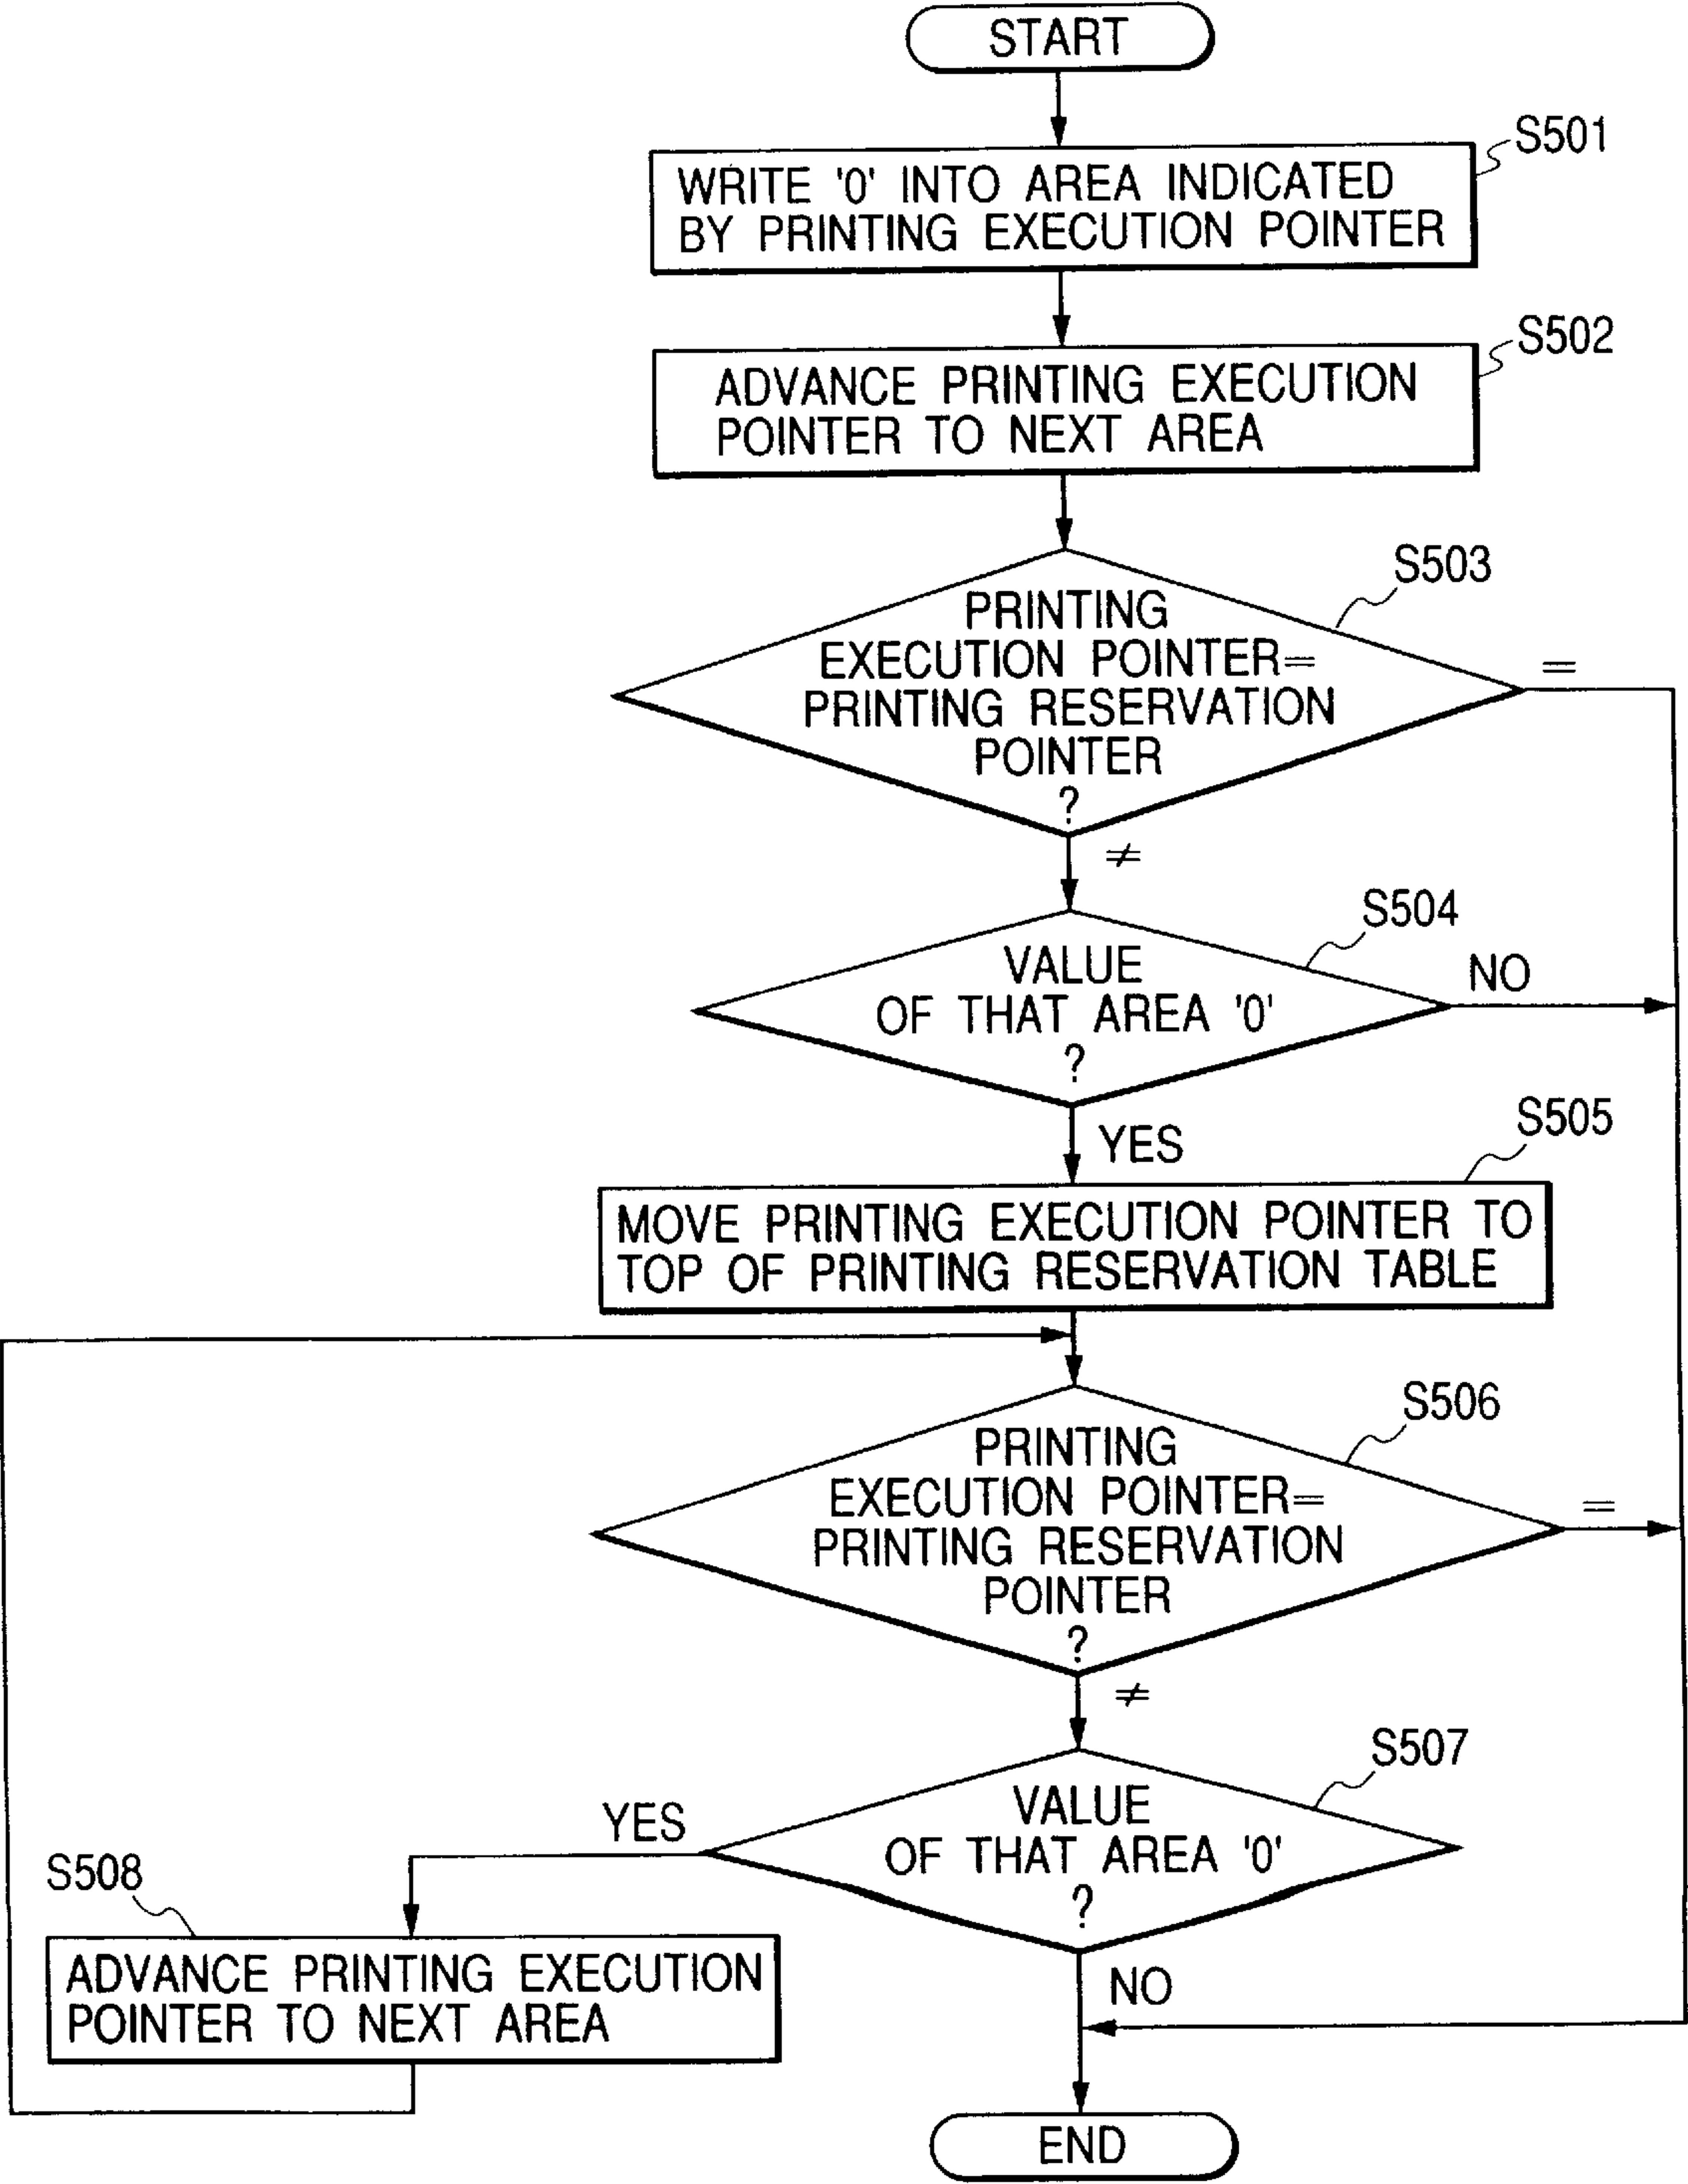 START
S501
WRITE '0' INTO AREA INDICATED
BY PRINTING EXECUTION POINTER
S502
ADVANCE PRINTING EXECUTION
POINTER TO NEXT AREA
S503
PRINTING
EXECUTION POINTER=
PRINTING RESERVATION
POINTER
?
=
≠
S504
VALUE
OF THAT AREA '0'
?
NO
YES
S505
MOVE PRINTING EXECUTION POINTER TO
TOP OF PRINTING RESERVATION TABLE
S506
PRINTING
EXECUTION POINTER=
PRINTING RESERVATION
POINTER
?
=
≠
S507
VALUE
OF THAT AREA '0'
?
YES
S508
ADVANCE PRINTING EXECUTION
POINTER TO NEXT AREA
NO
END